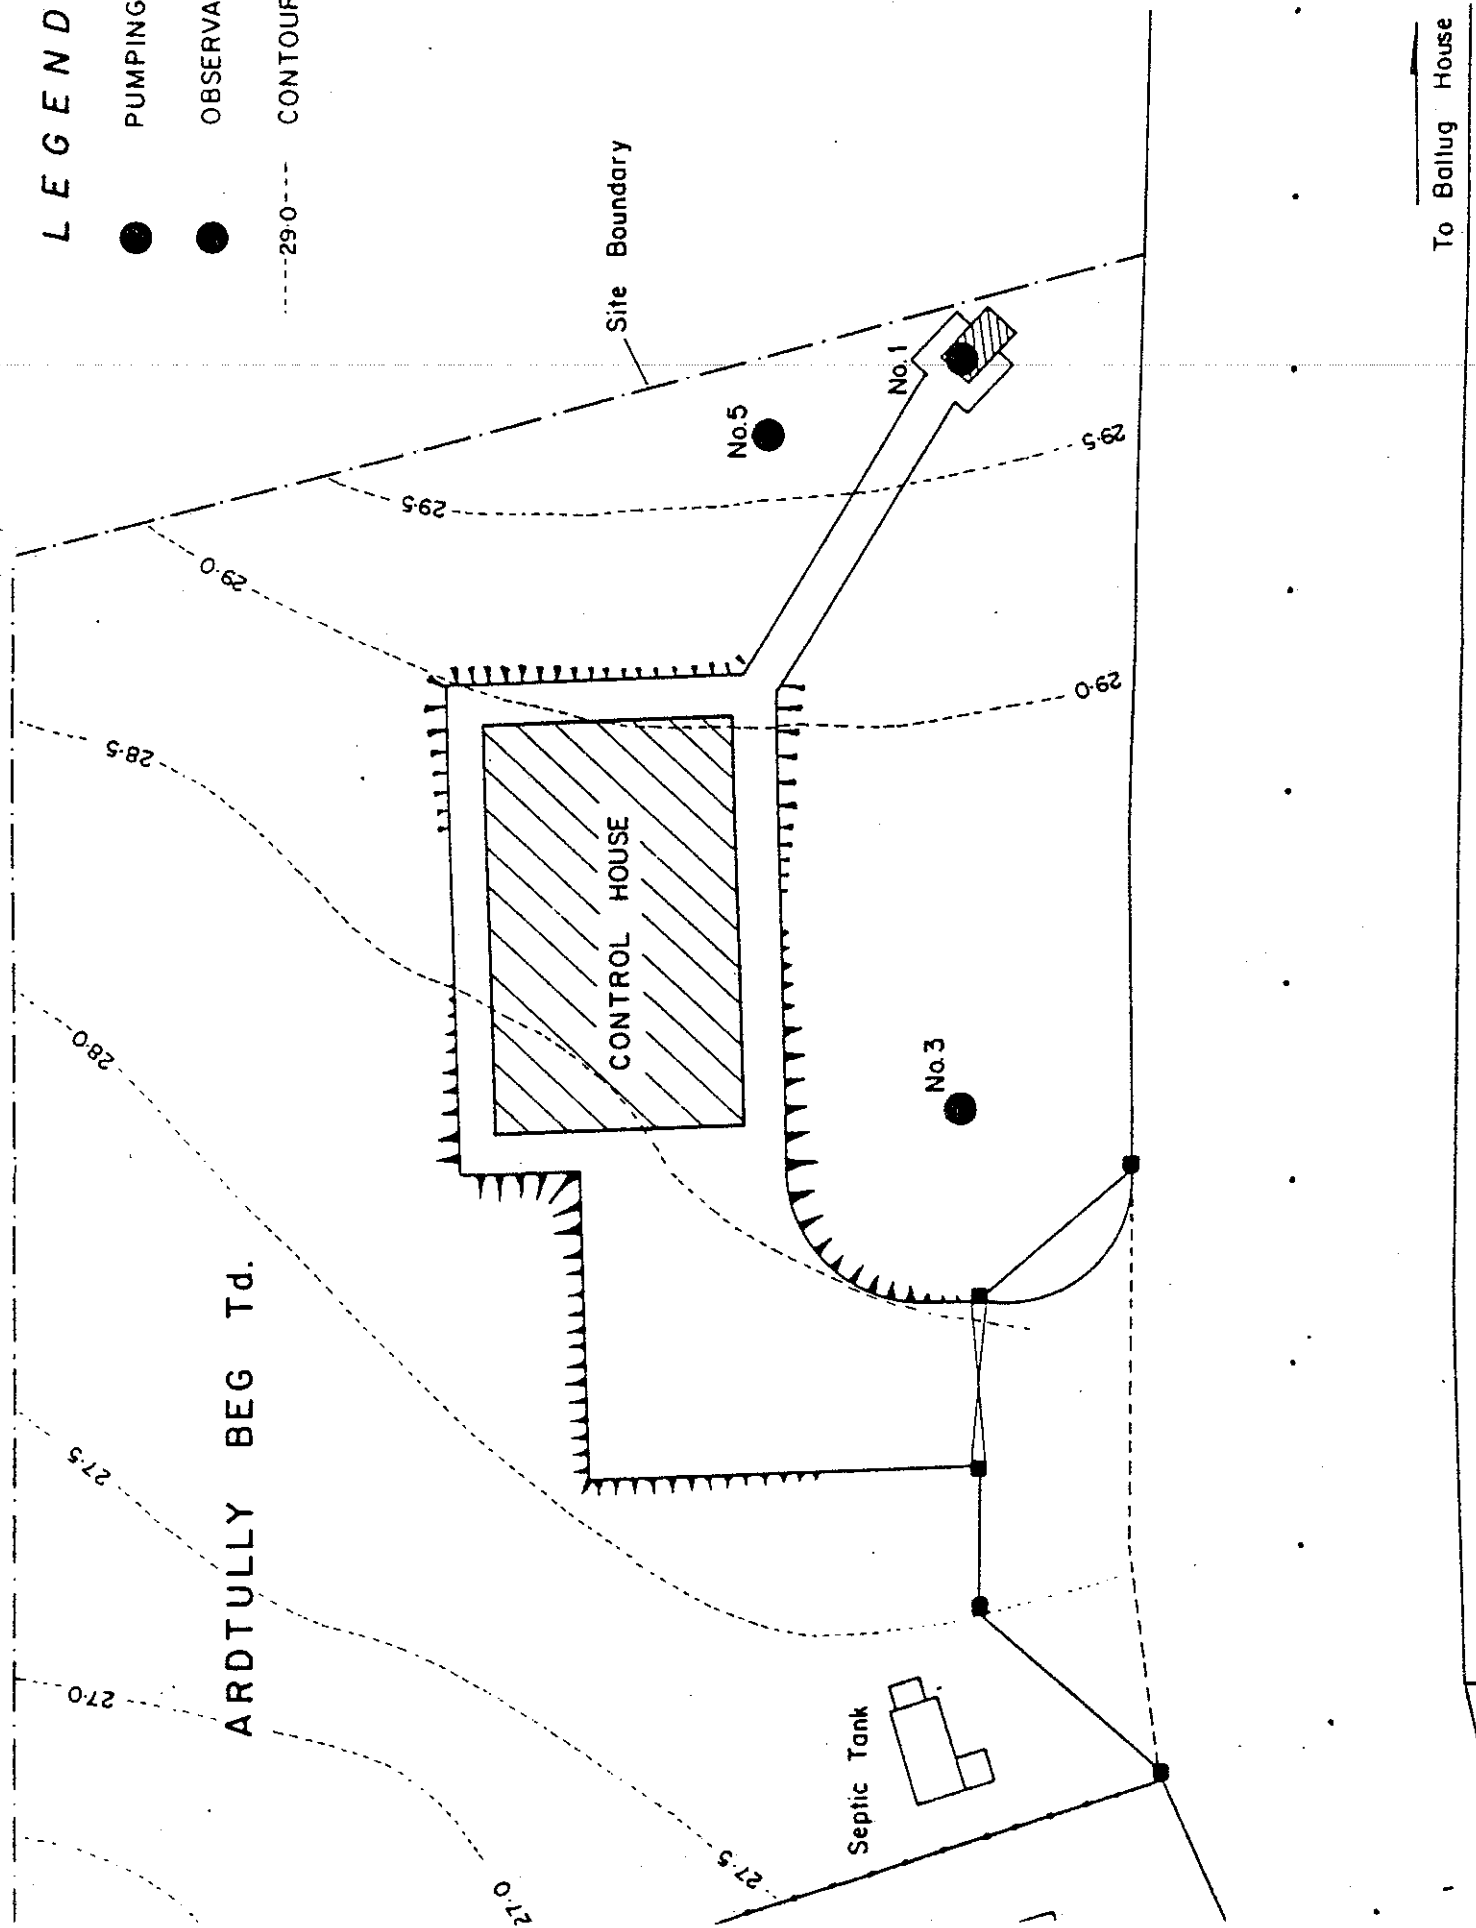 LEGEND
PUMPING
OBSERVA
29·0 CONTOUR
Site Boundary
No.1
No.5
29·5
29·5
29·0
29·0
28·5
28·0
27·5
27·5
27·0
27·0
CONTROL HOUSE
No.3
ARDTULLY BEG Td.
Septic Tank
To Ballug House